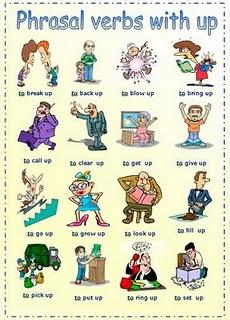 Phrasal verbs with up
to break up to back up to blow up to bring up
to call up to clear up to get up to give up
to go up to grow up to look up to fill up
to pick up to put up to ring up to set up